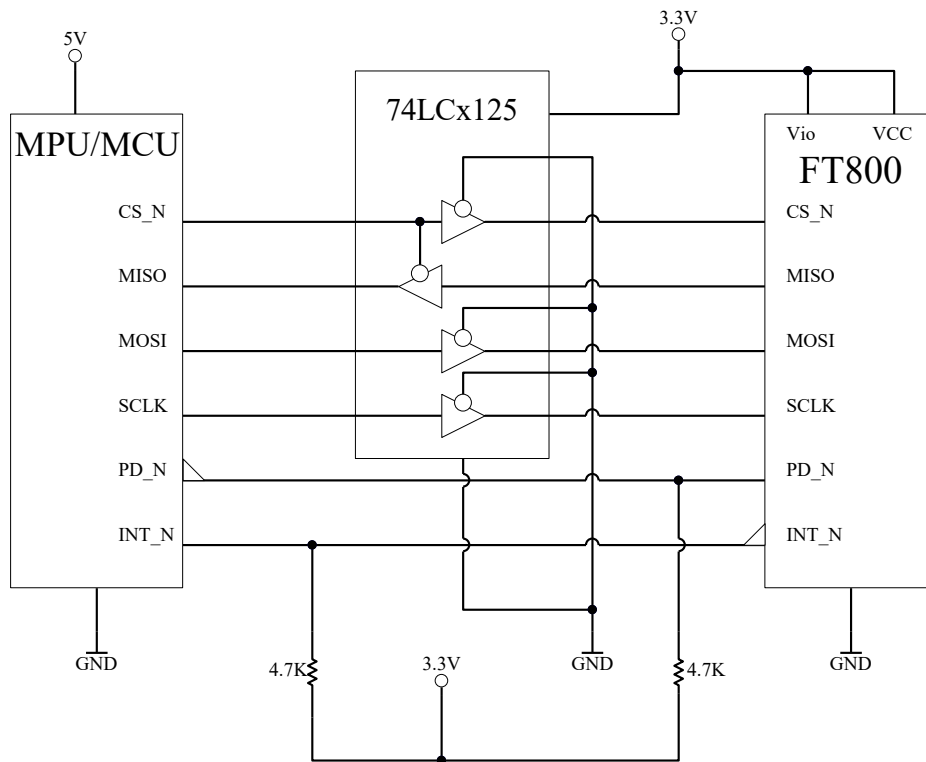 5V
3.3V
74LCx125
MPU/MCU
Vio
VCC
FT800
CS_N
CS_N
MISO
MISO
MOSI
MOSI
SCLK
SCLK
PD_N
PD_N
INT_N
INT_N
GND
4.7K
3.3V
GND
4.7K
GND